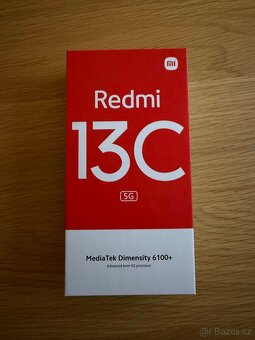 mi
Redmi
13C
5G
MediaTek Dimensity 6100+
Advanced 6nm 5G processor
© Bazos.cz